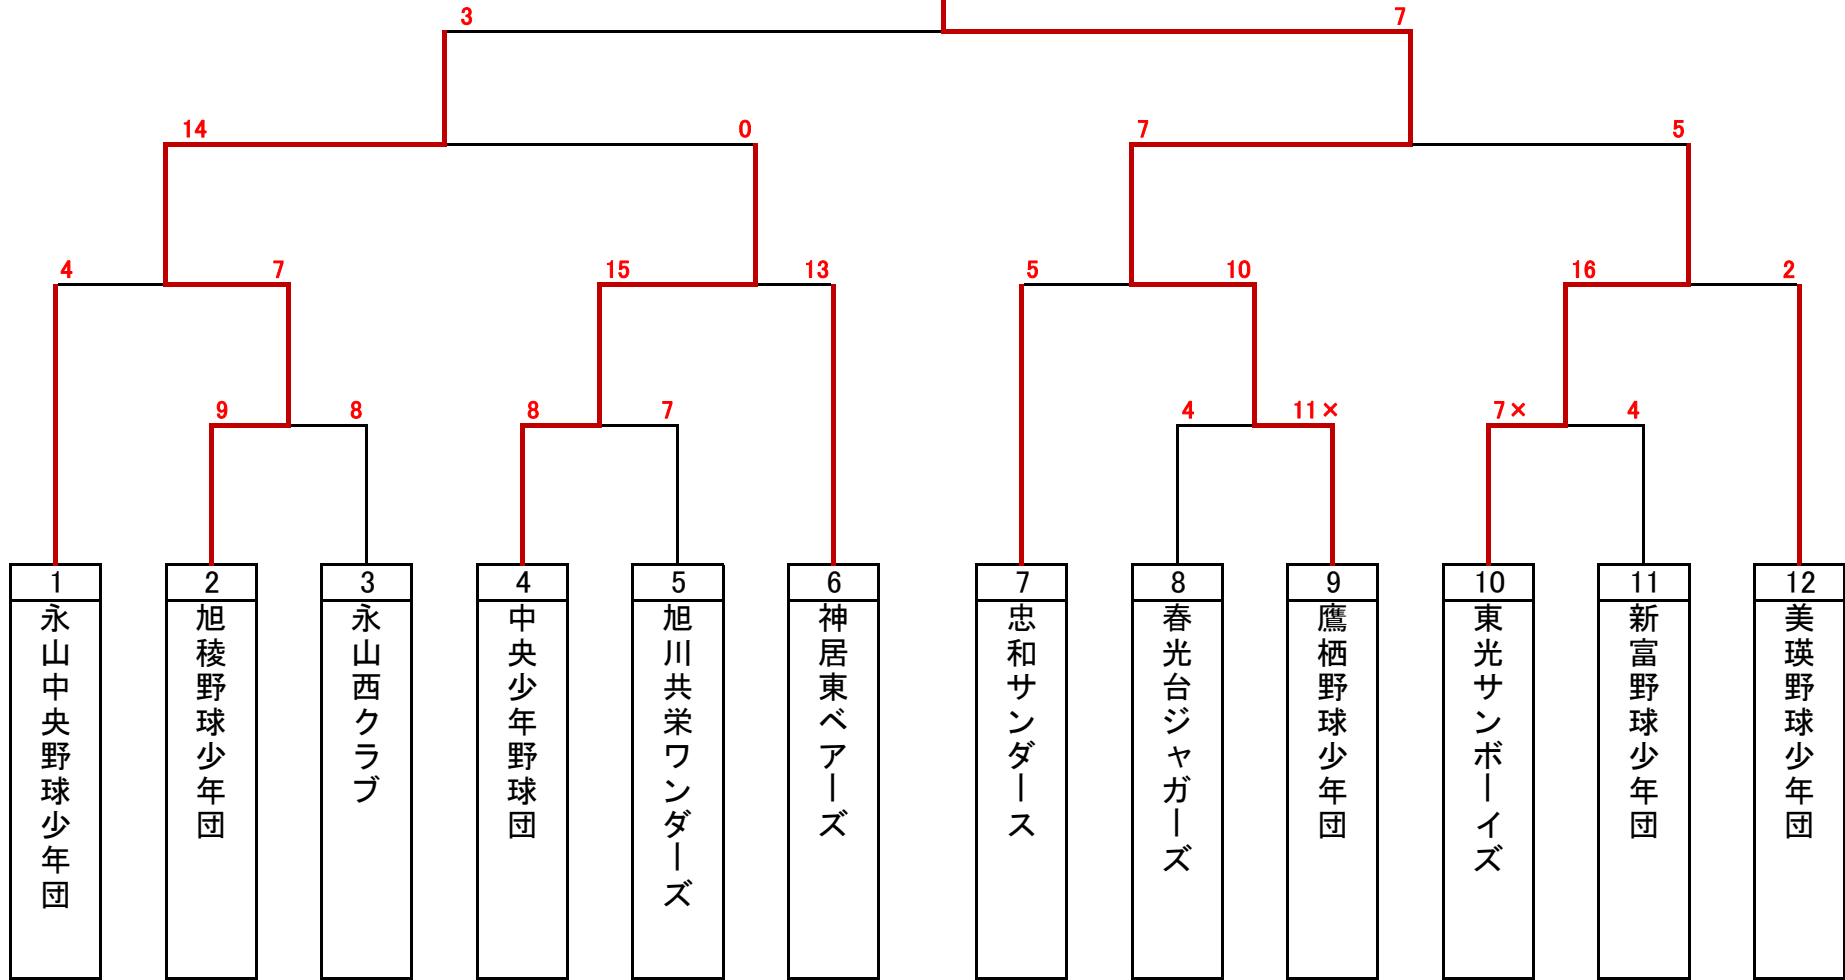 3
7
14
0
7
5
4
7
15
13
5
10
16
2
9
8
8
7
4
11×
7×
4
1
2
3
4
5
6
7
8
9
10
11
12
永山中央野球少年団
旭稜野球少年団
永山西クラブ
中央少年野球団
旭川共栄ワンダーズ
神居東ベアーズ
忠和サンダース
春光台ジャガーズ
鷹栖野球少年団
東光サンボーイズ
新富野球少年団
美瑛野球少年団